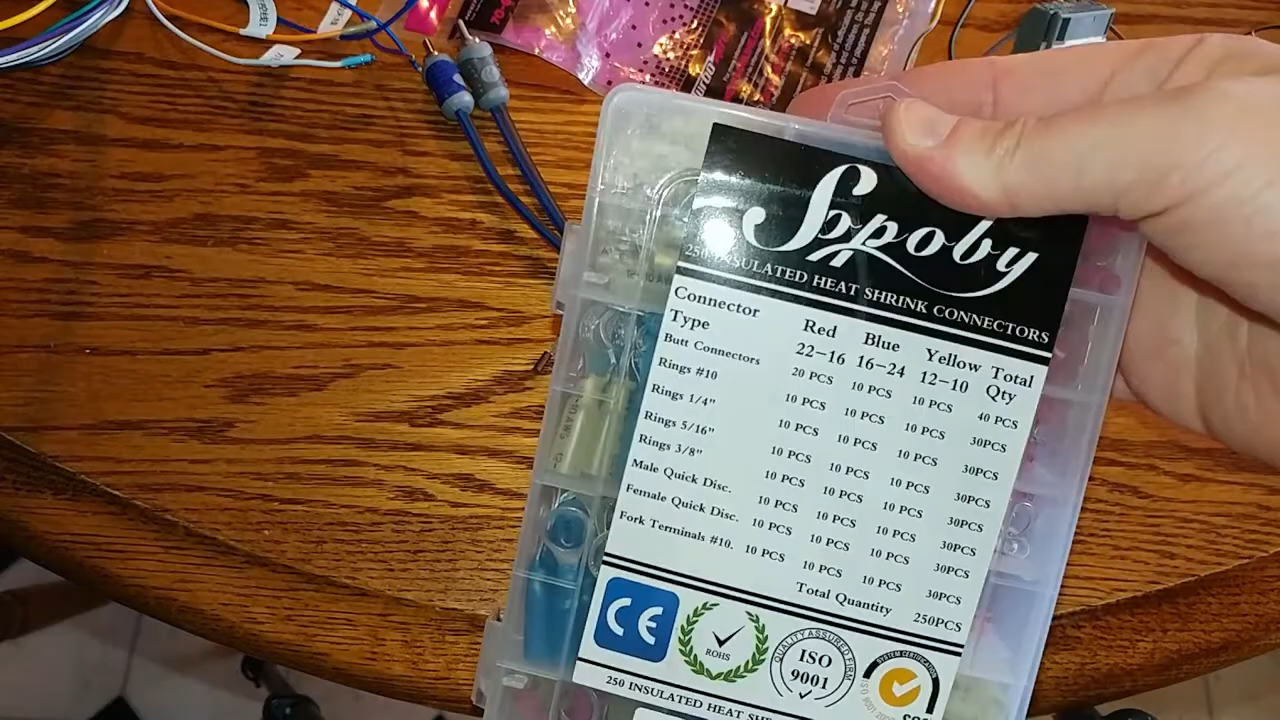 Sopoby
250 INSULATED HEAT SHRINK CONNECTORS
Connector Type Red 22-16 Blue 16-24 Yellow 12-10 Total Qty
Butt Connectors 20 PCS 10 PCS 10 PCS 40 PCS
Rings #10 10 PCS 10 PCS 10 PCS 30PCS
Rings 1/4" 10 PCS 10 PCS 10 PCS 30PCS
Rings 5/16" 10 PCS 10 PCS 10 PCS 30PCS
Rings 3/8" 10 PCS 10 PCS 10 PCS 30PCS
Male Quick Disc. 10 PCS 10 PCS 10 PCS 30PCS
Female Quick Disc. 10 PCS 10 PCS 10 PCS 30PCS
Fork Terminals #10. 10 PCS 10 PCS 10 PCS 30PCS
Total Quantity 250PCS
CE
ROHS
QUALITY ASSURED FIRM
ISO
9001
SYSTEM CERTIFICATION
250 INSULATED HEAT